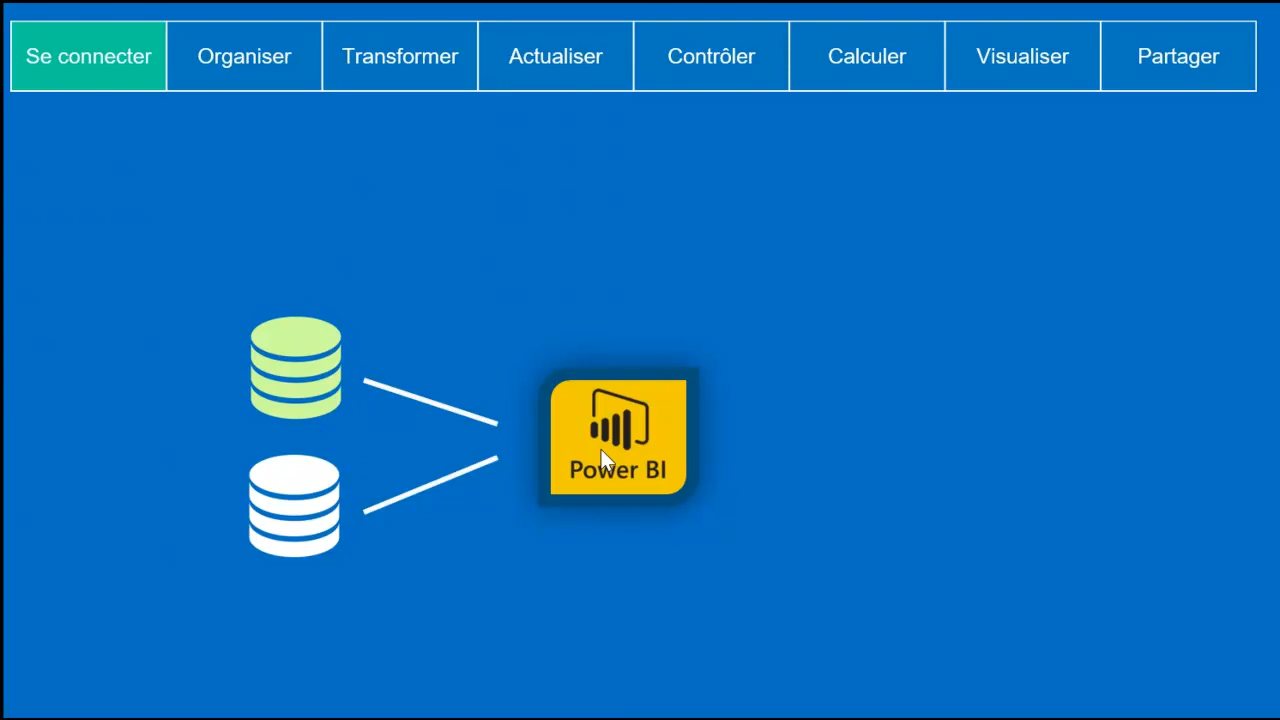 Se connecter
Organiser
Transformer
Actualiser
Contrôler
Calculer
Visualiser
Partager
Power BI